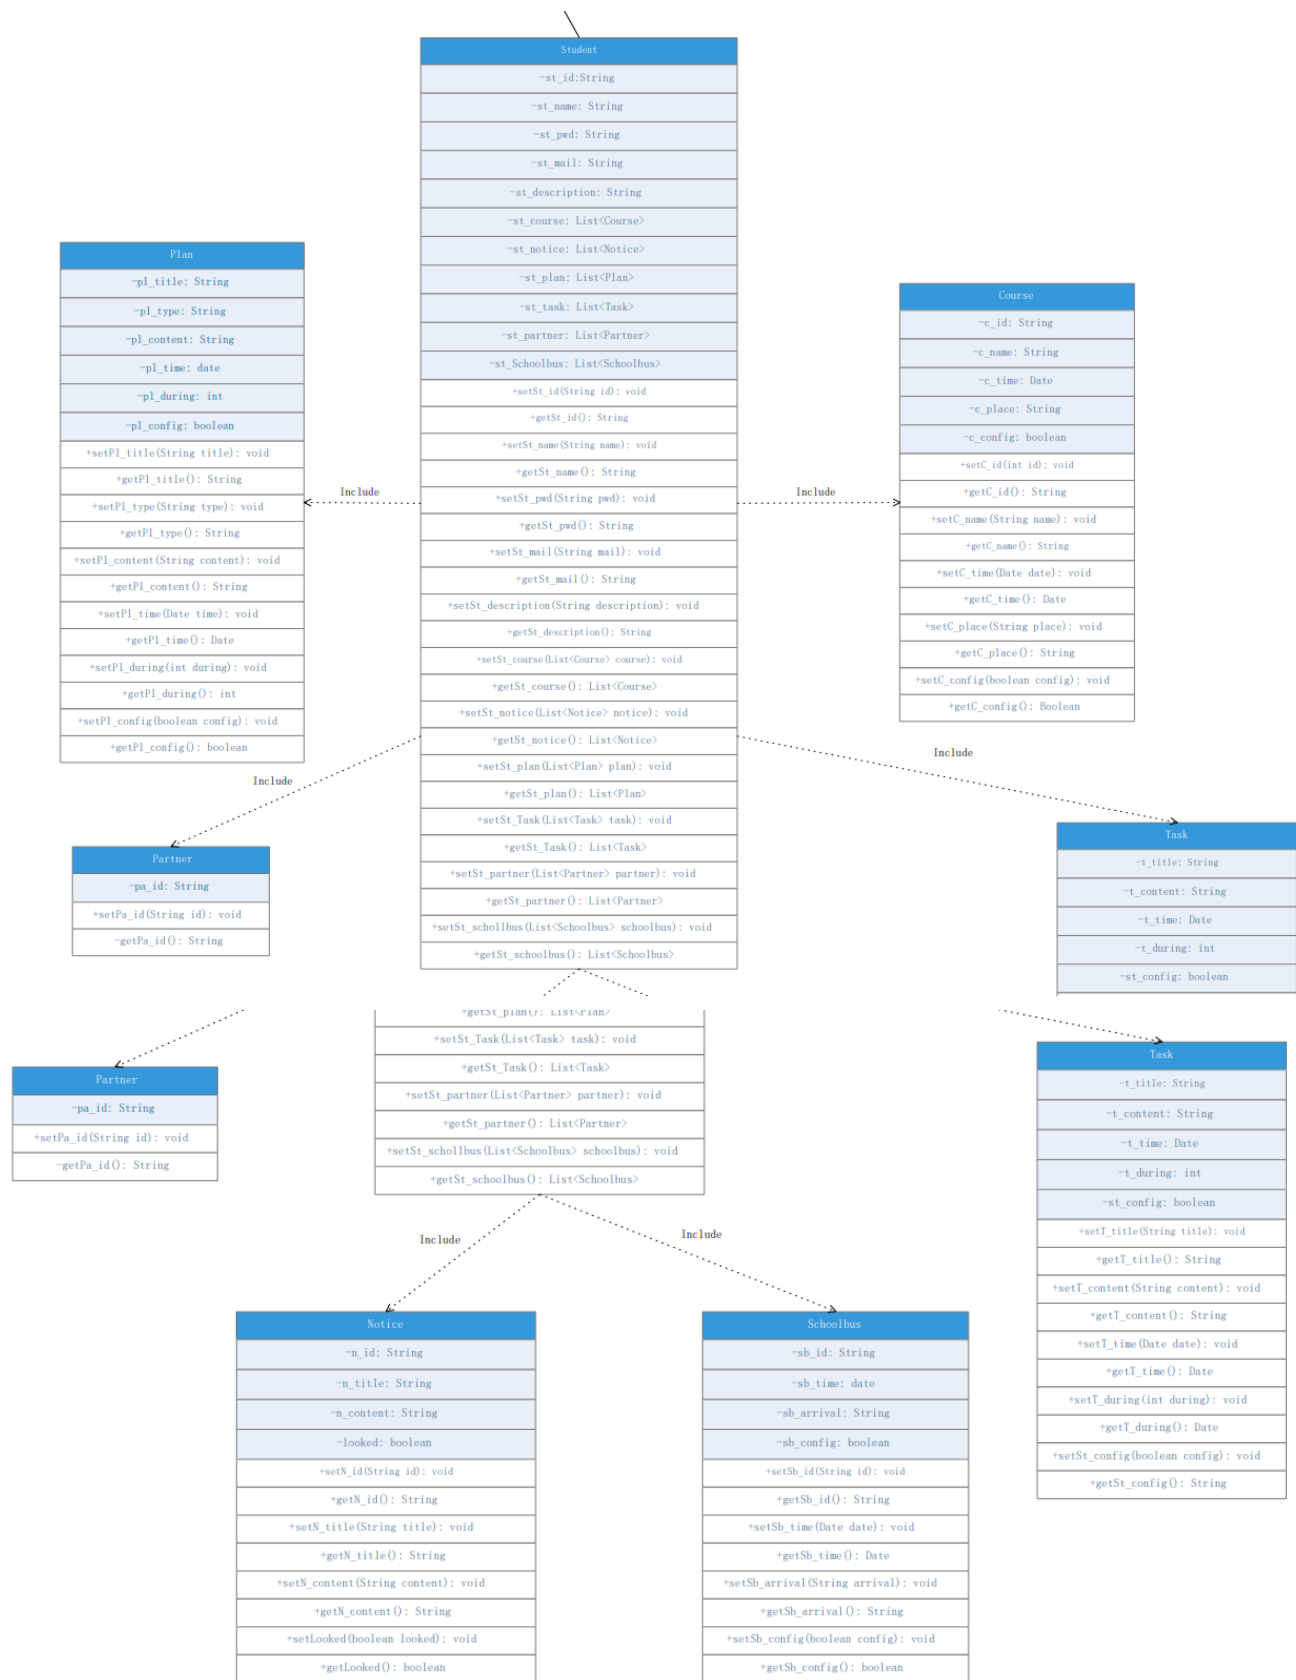 Student
-st_id:String
-st_name: String
-st_pwd: String
-st_mail: String
-st_description: String
-st_course: List<Course>
-st_notice: List<Notice>
-st_plan: List<Plan>
-st_task: List<Task>
-st_partner: List<Partner>
-st_Schoolbus: List<Schoolbus>
+setSt_id(String id): void
+getSt_id(): String
+setSt_name(String name): void
+getSt_name(): String
+setSt_pwd(String pwd): void
+getSt_pwd(): String
+setSt_mail(String mail): void
+getSt_mail(): String
+setSt_description(String description): void
+getSt_description(): String
+setSt_course(List<Course> course): void
+getSt_course(): List<Course>
+setSt_notice(List<Notice> notice): void
+getSt_notice(): List<Notice>
+setSt_plan(List<Plan> plan): void
+getSt_plan(): List<Plan>
+setSt_Task(List<Task> task): void
+getSt_Task(): List<Task>
+setSt_partner(List<Partner> partner): void
+getSt_partner(): List<Partner>
+setSt_schollbus(List<Schoolbus> schoolbus): void
+getSt_schoolbus(): List<Schoolbus>
Plan
-pl_title: String
-pl_type: String
-pl_content: String
-pl_time: date
-pl_during: int
-pl_config: boolean
+setPl_title(String title): void
+getPl_title(): String
+setPl_type(String type): void
+getPl_type(): String
+setPl_content(String content): void
+getPl_content(): String
+setPl_time(Date time): void
+getPl_time(): Date
+setPl_during(int during): void
+getPl_during(): int
+setPl_config(boolean config): void
+getPl_config(): boolean
Include
Include
Course
-c_id: String
-c_name: String
-c_time: Date
-c_place: String
-c_config: boolean
+setC_id(int id): void
+getC_id(): String
+setC_name(String name): void
+getC_name(): String
+setC_time(Date date): void
+getC_time(): Date
+setC_place(String place): void
+getC_place(): String
+setC_config(boolean config): void
+getC_config(): Boolean
Include
Include
Partner
-pa_id: String
+setPa_id(String id): void
-getPa_id(): String
Task
-t_title: String
-t_content: String
-t_time: Date
-t_during: int
-st_config: boolean
+getSt_plan(): List<Plan>
+setSt_Task(List<Task> task): void
+getSt_Task(): List<Task>
+setSt_partner(List<Partner> partner): void
+getSt_partner(): List<Partner>
+setSt_schollbus(List<Schoolbus> schoolbus): void
+getSt_schoolbus(): List<Schoolbus>
Partner
-pa_id: String
+setPa_id(String id): void
-getPa_id(): String
Task
-t_title: String
-t_content: String
-t_time: Date
-t_during: int
-st_config: boolean
+setT_title(String title): void
+getT_title(): String
+setT_content(String content): void
+getT_content(): String
+setT_time(Date date): void
+getT_time(): Date
+setT_during(int during): void
+getT_during(): Date
+setSt_config(boolean config): void
+getSt_config(): String
Include
Include
Notice
-n_id: String
-n_title: String
-n_content: String
-looked: boolean
+setN_id(String id): void
+getN_id(): String
+setN_title(String title): void
+getN_title(): String
+setN_content(String content): void
+getN_content(): String
+setLooked(boolean looked): void
+getLooked(): boolean
Schoolbus
-sb_id: String
-sb_time: date
-sb_arrival: String
-sb_config: boolean
+setSb_id(String id): void
+getSb_id(): String
+setSb_time(Date date): void
+getSb_time(): Date
+setSb_arrival(String arrival): void
+getSb_arrival(): String
+setSb_config(boolean config): void
+getSb_config(): boolean